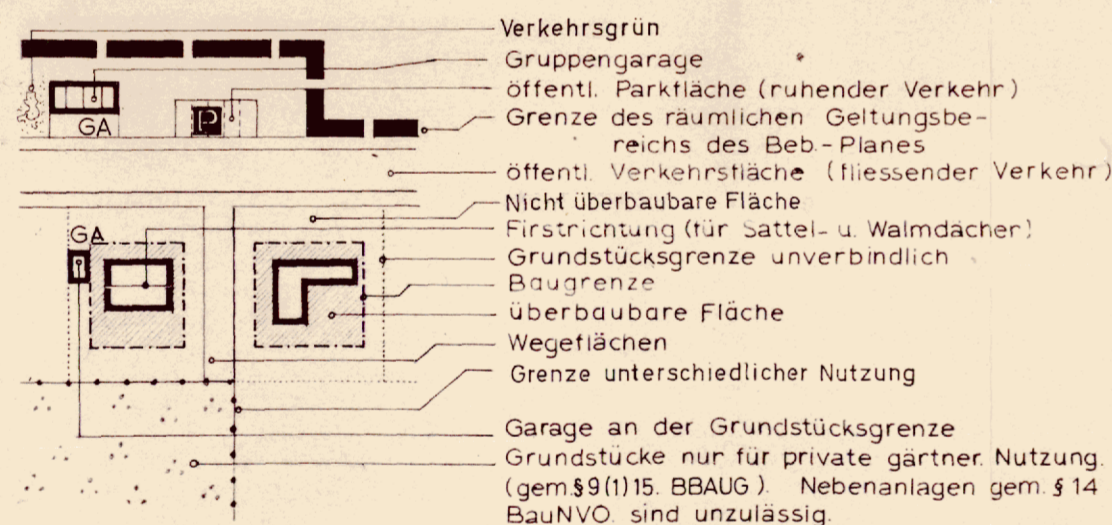 Verkehrsgrün
Gruppengarage
öffentl. Parkfläche (ruhender Verkehr)
GA
P
Grenze des räumlichen Geltungsbe-
reichs des Beb.-Planes
öffentl. Verkehrsfläche (fliessender Verkehr)
Nicht überbaubare Fläche
GA
Firstrichtung (für Sattel- u. Walmdächer)
Grundstücksgrenze unverbindlich
Baugrenze
überbaubare Fläche
Wegeflächen
Grenze unterschiedlicher Nutzung
Garage an der Grundstücksgrenze
Grundstücke nur für private gärtner. Nutzung.
(gem.§9(1)15. BBAUG). Nebenanlagen gem. § 14
BauNVO. sind unzulässig.